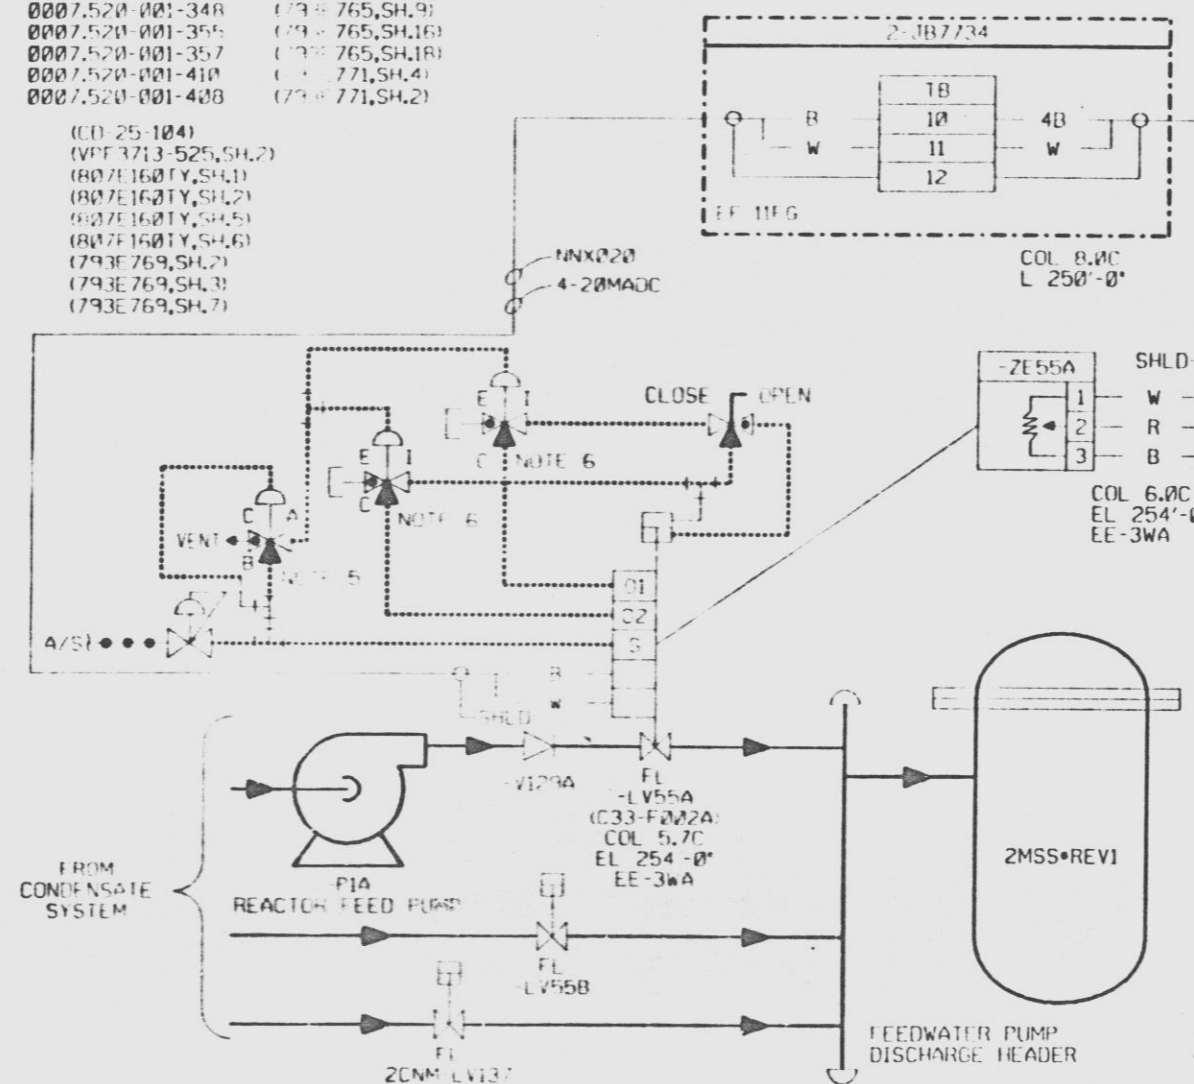 0007.520-001-348 765,SH.9)
0007.520-001-355 765,SH.16)
0007.520-001-357 765,SH.18)
0007.520-001-410 771,SH.4)
0007.520-001-408 771,SH.2)
(CD-25-104)
(VPF3713-525,SH.2)
(807E160TY,SH.1)
(807E160TY,SH.2)
(807E160TY,SH.5)
(807E160TY,SH.6)
(793E769,SH.2)
(793E769,SH.3)
(793E769,SH.7)
2-JB7734
TB
B 10 4B
W 11 W
12
COL 8.0C
L 250'-0"
NNX020
4-20MADC
-ZE55A SHLD-
1 W
2 R
3 B
COL 6.0C
EL 254'-0
EE-3WA
CLOSE OPEN
E I
C NOTE 6
E I
C NOTE 6
C A
VENT
B NOTE 5
O1
O2
A/S S
B
W
SHLD
-V129A
FL
-LV55A
(C33-F002A)
COL 5.7C
EL 254'-0"
EE-3WA
2MSS*REV1
FROM
CONDENSATE
SYSTEM
-P1A
REACTOR FEED PUMP
FL
-LV55B
FL
2CNM-LV137
FEEDWATER PUMP
DISCHARGE HEADER